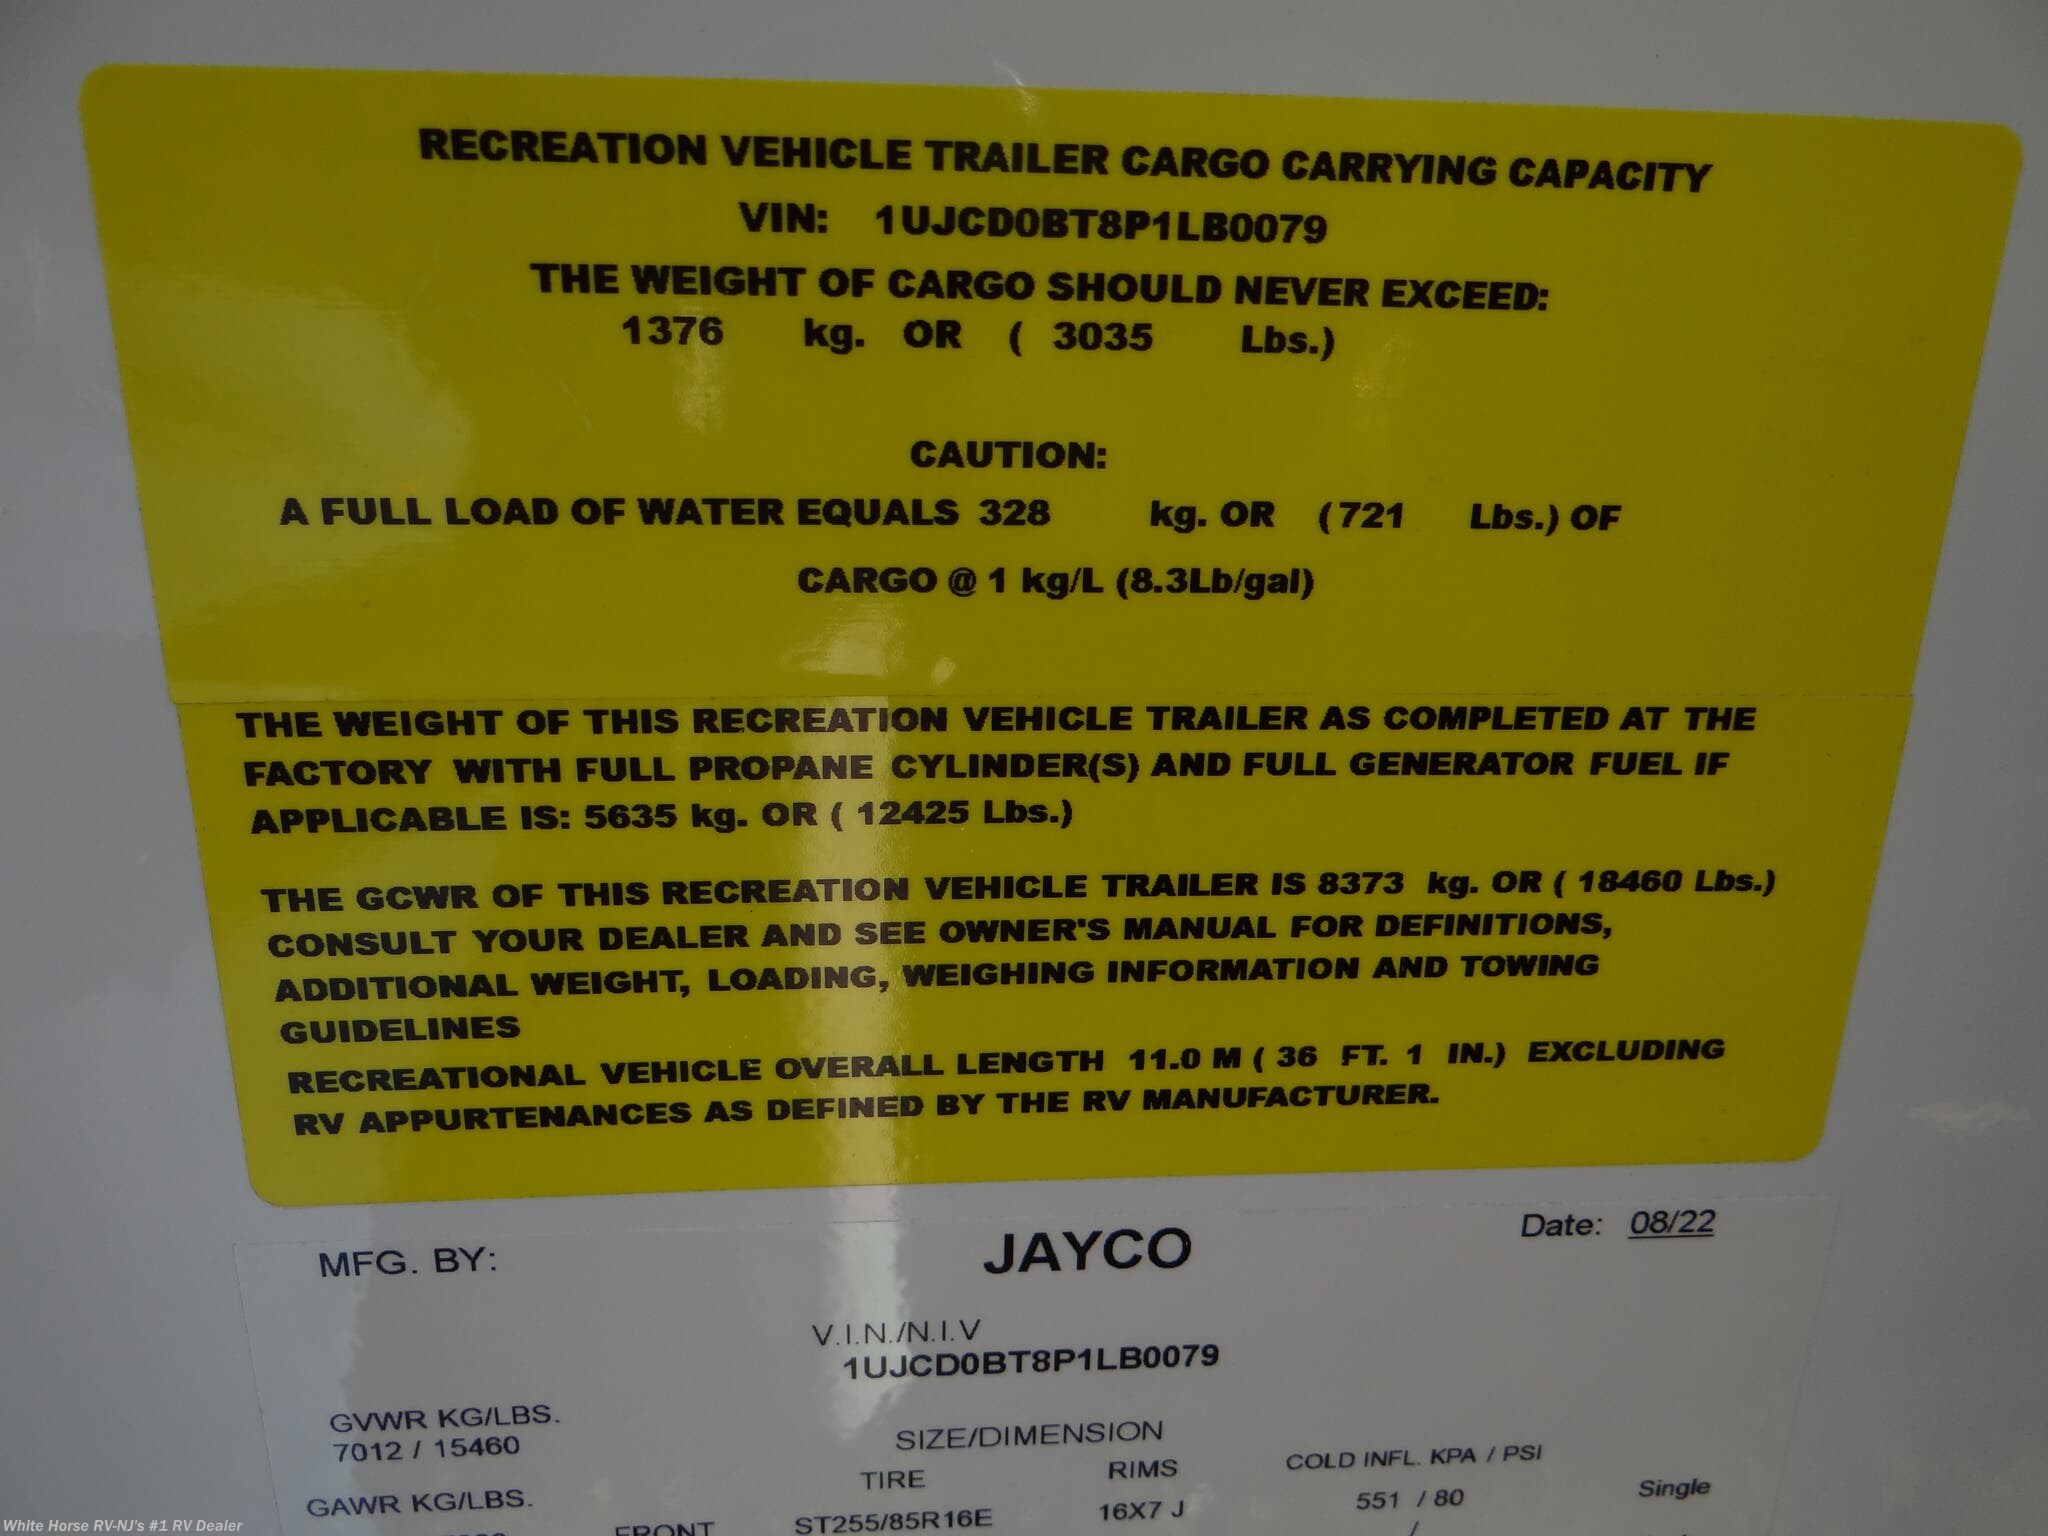 RECREATION VEHICLE TRAILER CARGO CARRYING CAPACITY
VIN: 1UJCD0BT8P1LB0079
THE WEIGHT OF CARGO SHOULD NEVER EXCEED:
1376 kg. OR ( 3035 Lbs.)
CAUTION:
A FULL LOAD OF WATER EQUALS 328 kg. OR (721 Lbs.) OF
CARGO @ 1 kg/L (8.3Lb/gal)
THE WEIGHT OF THIS RECREATION VEHICLE TRAILER AS COMPLETED AT THE
FACTORY WITH FULL PROPANE CYLINDER(S) AND FULL GENERATOR FUEL IF
APPLICABLE IS: 5635 kg. OR ( 12425 Lbs.)
THE GCWR OF THIS RECREATION VEHICLE TRAILER IS 8373 kg. OR ( 18460 Lbs.)
CONSULT YOUR DEALER AND SEE OWNER'S MANUAL FOR DEFINITIONS,
ADDITIONAL WEIGHT, LOADING, WEIGHING INFORMATION AND TOWING
GUIDELINES
RECREATIONAL VEHICLE OVERALL LENGTH 11.0 M ( 36 FT. 1 IN.) EXCLUDING
RV APPURTENANCES AS DEFINED BY THE RV MANUFACTURER.
MFG. BY: JAYCO Date: 08/22
V.I.N./N.I.V
1UJCD0BT8P1LB0079
GVWR KG/LBS.
7012 / 15460
SIZE/DIMENSION
TIRE RIMS COLD INFL. KPA / PSI
GAWR KG/LBS.
FRONT ST255/85R16E 16X7 J 551 / 80 Single
/
White Horse RV-NJ's #1 RV Dealer